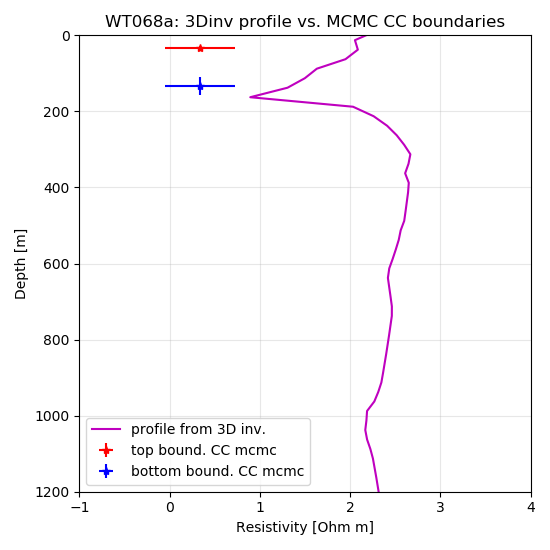 WT068a: 3Dinv profile vs. MCMC CC boundaries
0
200
400
600
800
1000
1200
Depth [m]
profile from 3D inv.
top bound. CC mcmc
bottom bound. CC mcmc
−1 0 1 2 3 4
Resistivity [Ohm m]